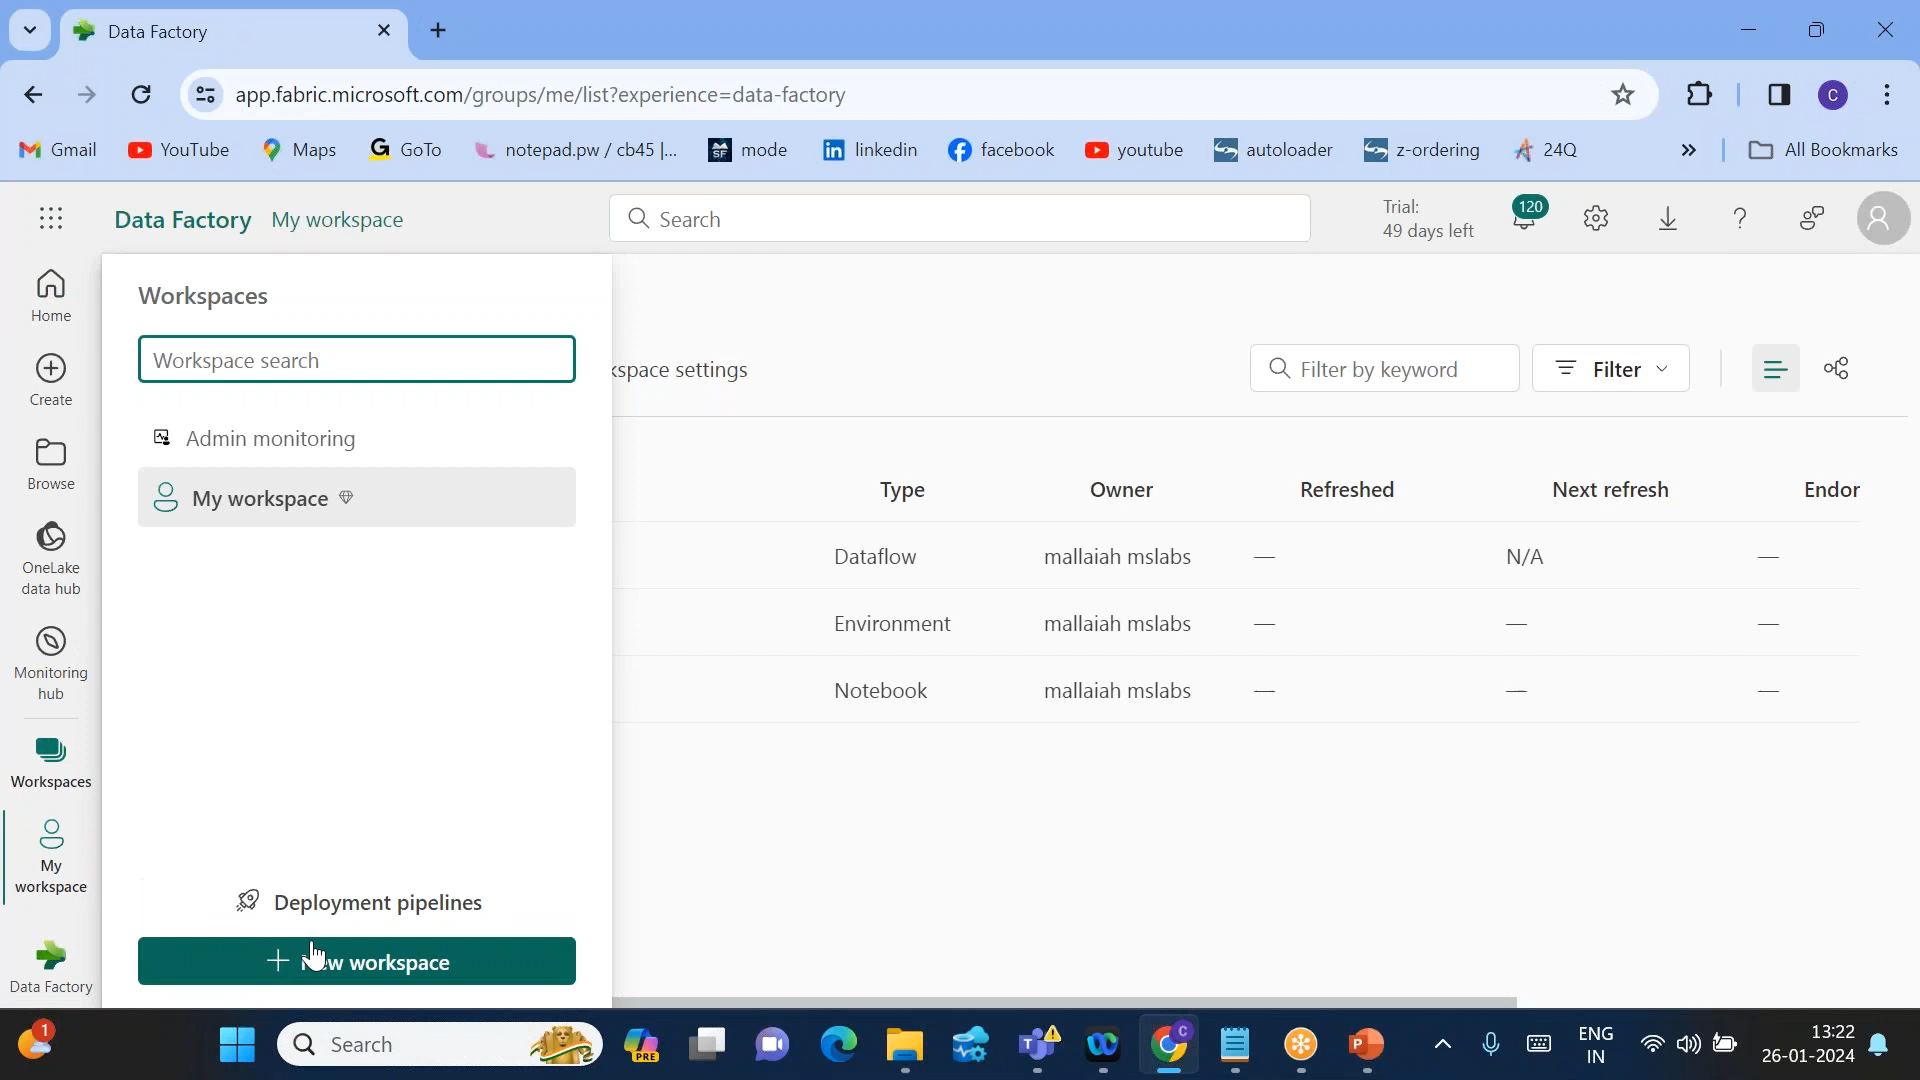 Data Factory
app.fabric.microsoft.com/groups/me/list?experience=data-factory
Gmail YouTube Maps GoTo notepad.pw / cb45 |... mode linkedin facebook youtube autoloader z-ordering 24Q » All Bookmarks
Data Factory My workspace Search Trial: 49 days left 120 ?
Home
Create
Browse
OneLake
data hub
Monitoring
hub
Workspaces
My
workspace
Data Factory
Workspaces
Workspace search
Admin monitoring
My workspace
Deployment pipelines
workspace
kspace settings Filter by keyword Filter
Type Owner Refreshed Next refresh Endor
Dataflow mallaiah mslabs — N/A —
Environment mallaiah mslabs — — —
Notebook mallaiah mslabs — — —
1 Search PRE C P ENG
IN
13:22
26-01-2024